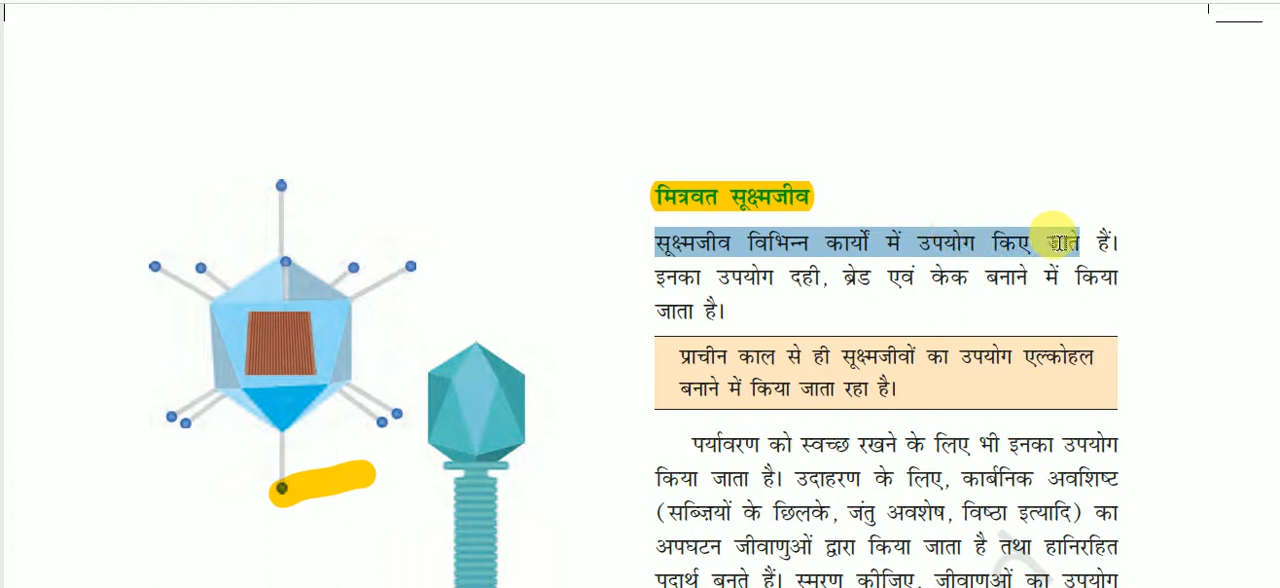 मित्रवत सूक्ष्मजीव
सूक्ष्मजीव विभिन्न कार्यों में उपयोग किए जाते हैं।
इनका उपयोग दही, ब्रेड एवं केक बनाने में किया
जाता है।
प्राचीन काल से ही सूक्ष्मजीवों का उपयोग एल्कोहल
बनाने में किया जाता रहा है।
पर्यावरण को स्वच्छ रखने के लिए भी इनका उपयोग
किया जाता है। उदाहरण के लिए, कार्बनिक अवशिष्ट
(सब्ज़ियों के छिलके, जंतु अवशेष, विष्ठा इत्यादि) का
अपघटन जीवाणुओं द्वारा किया जाता है तथा हानिरहित
पदार्थ बनते हैं। स्मरण कीजिए, जीवाणुओं का उपयोग